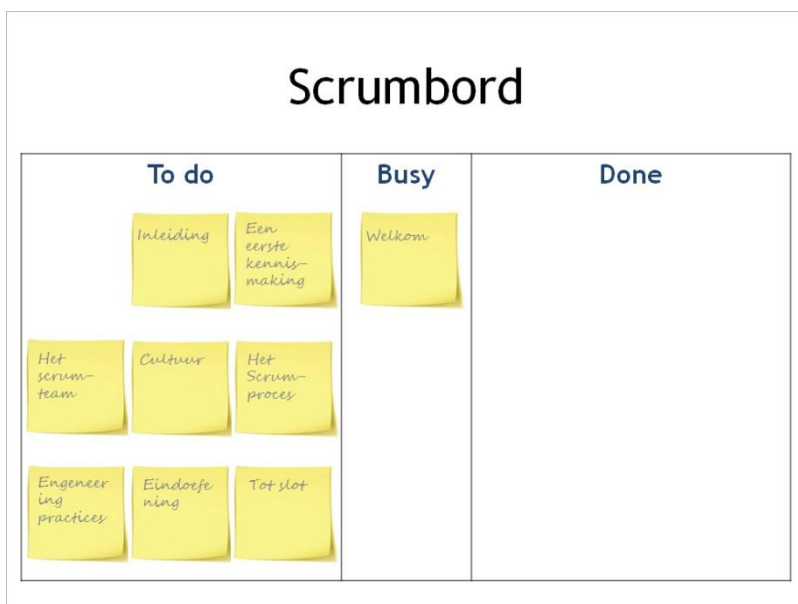 Scrumbord
To do
Busy
Done
Inleiding
Een
eerste
kennis-
making
Welkom
Het
scrum-
team
Cultuur
Het
Scrum-
proces
Engeneer
ing
practices
Eindoefe
ning
Tot slot